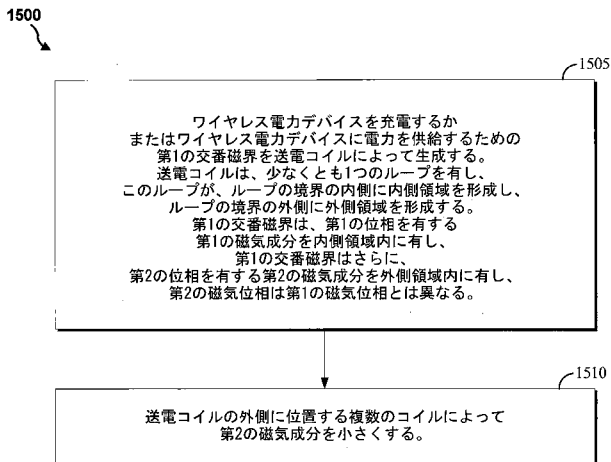 1500
1505
ワイヤレス電力デバイスを充電するか
またはワイヤレス電力デバイスに電力を供給するための
第1の交番磁界を送電コイルによって生成する。
送電コイルは、少なくとも1つのループを有し、
このループが、ループの境界の内側に内側領域を形成し、
ループの境界の外側に外側領域を形成する。
第1の交番磁界は、第1の位相を有する
第1の磁気成分を内側領域内に有し、
第1の交番磁界はさらに、
第2の位相を有する第2の磁気成分を外側領域内に有し、
第2の磁気位相は第1の磁気位相とは異なる。
1510
送電コイルの外側に位置する複数のコイルによって
第2の磁気成分を小さくする。